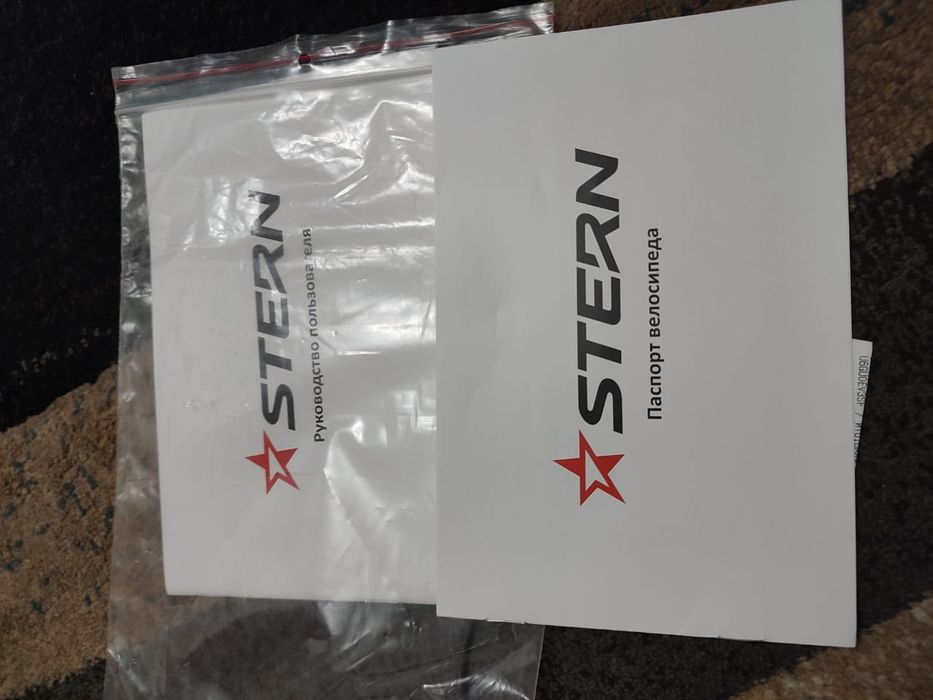 STERN
Руководство пользователя
STERN
Паспорт велосипеда